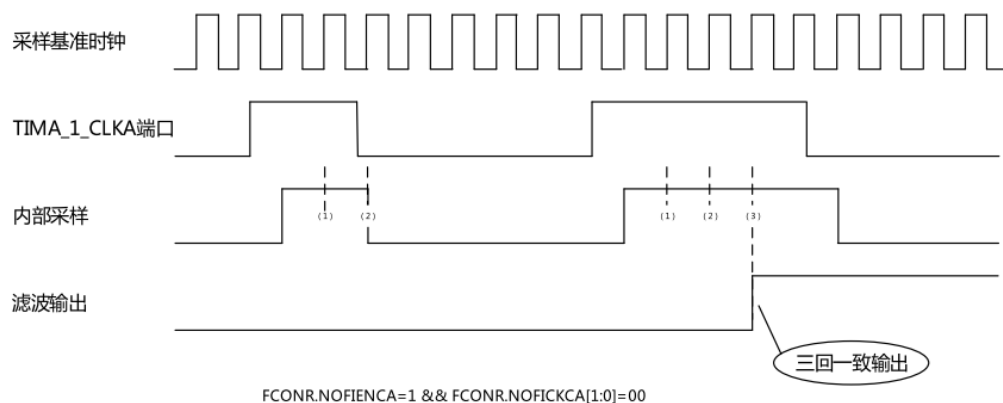 采样基准时钟
TIMA_1_CLKA端口
内部采样
(1)
(2)
(1)
(2)
(3)
滤波输出
三回一致输出
FCONR.NOFIENCA=1 && FCONR.NOFICKCA[1:0]=00